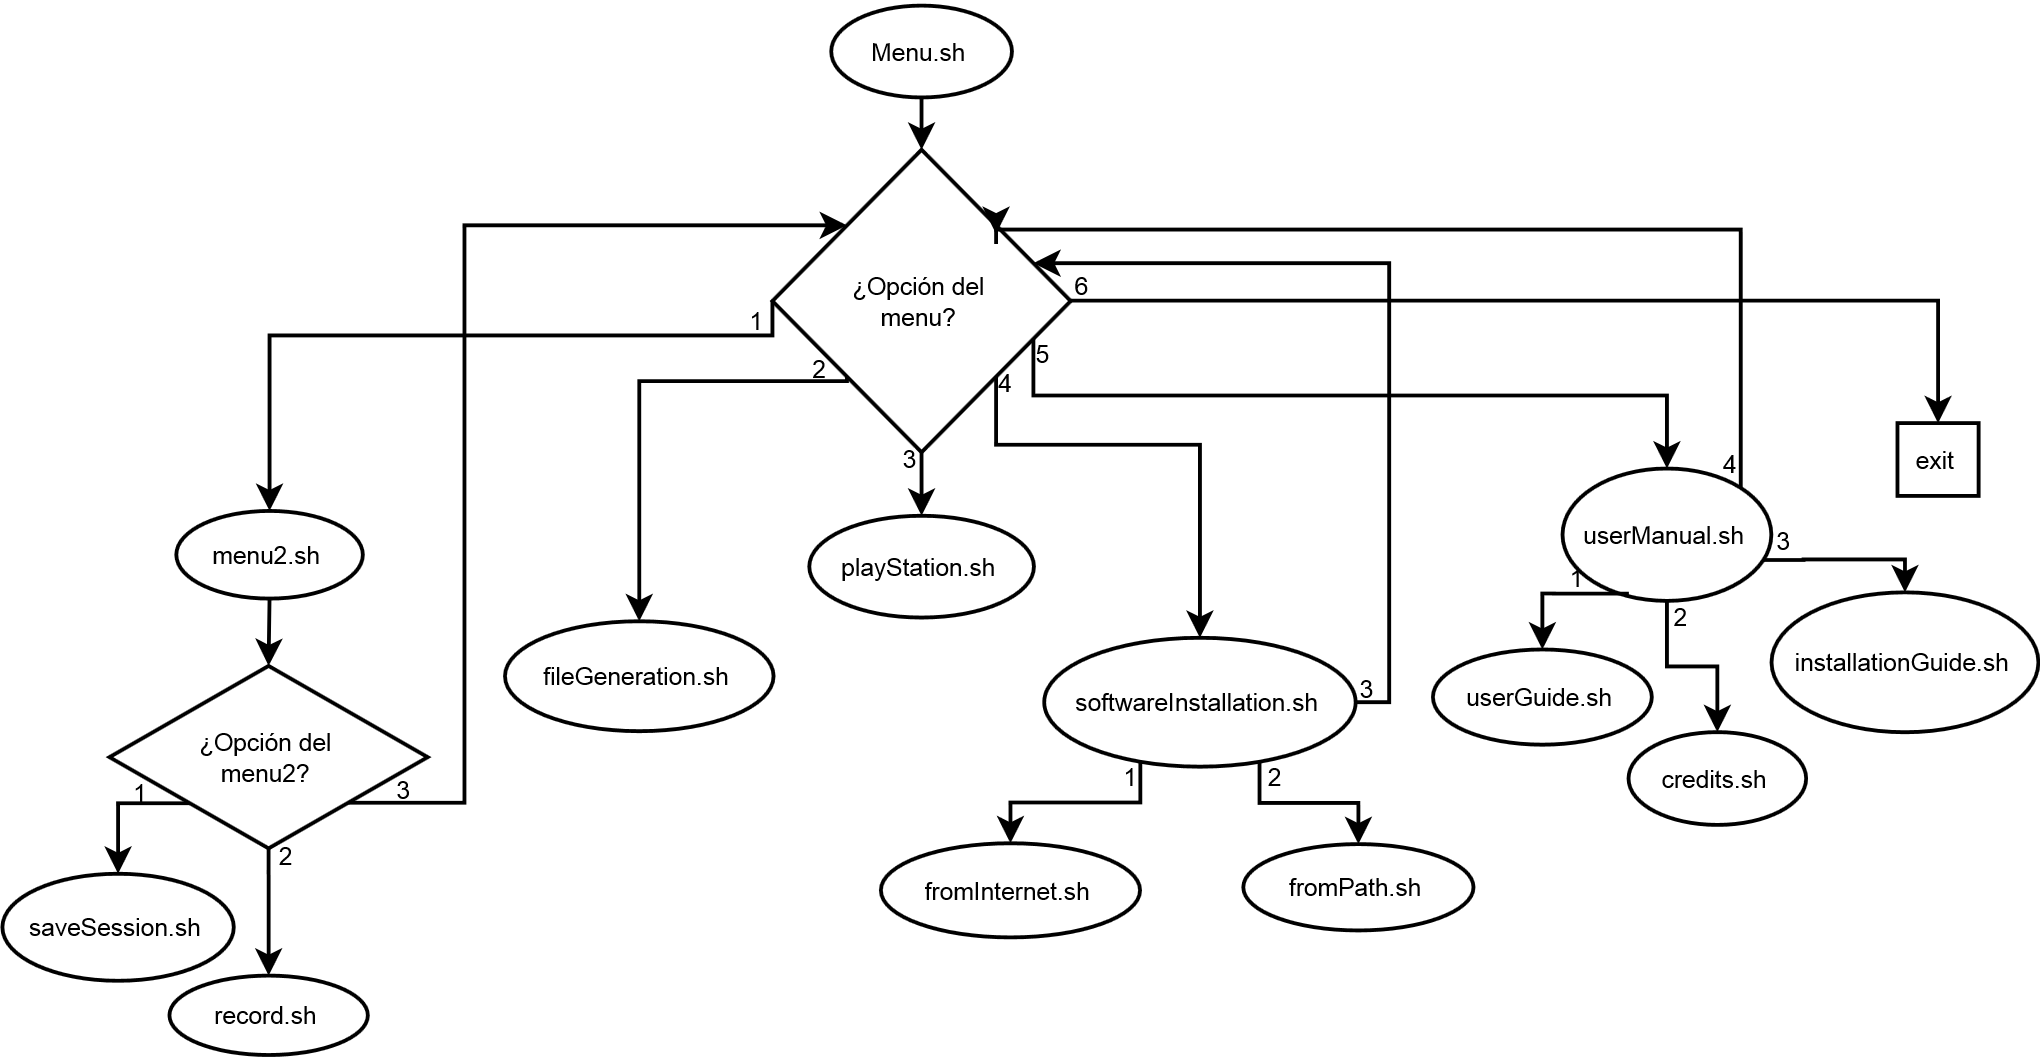 Menu.sh
¿Opción del
menu?
1
2
3
4
5
6
menu2.sh
fileGeneration.sh
playStation.sh
softwareInstallation.sh
userManual.sh
exit
¿Opción del
menu2?
1
2
3
saveSession.sh
record.sh
1
2
3
fromInternet.sh
fromPath.sh
1
2
3
4
userGuide.sh
credits.sh
installationGuide.sh